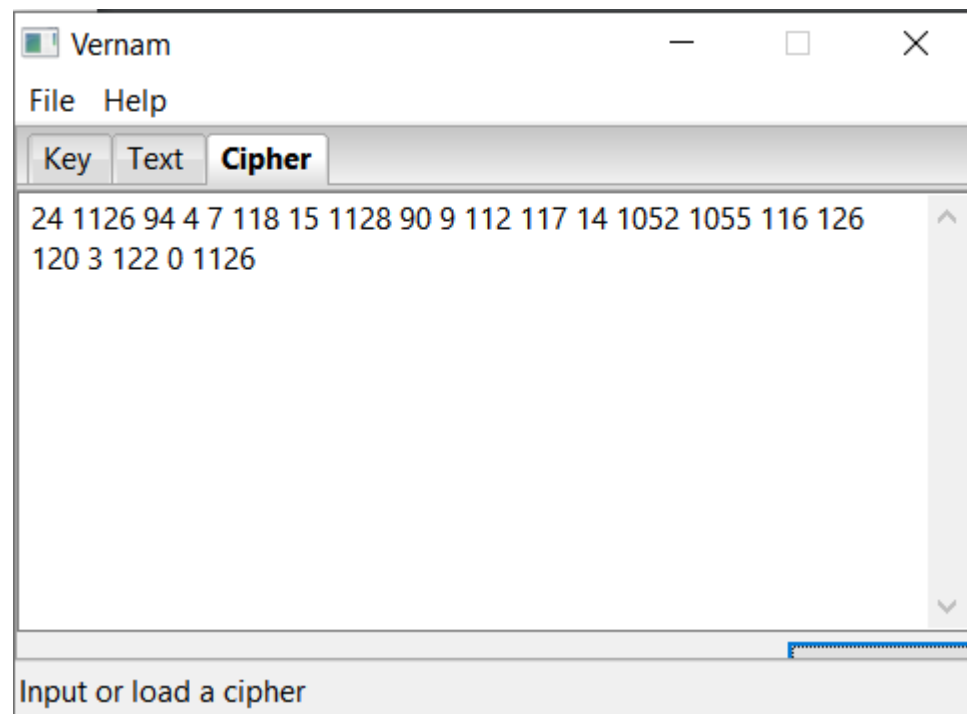 Vernam
File Help
Key Text Cipher
24 1126 94 4 7 118 15 1128 90 9 112 117 14 1052 1055 116 126
120 3 122 0 1126
Input or load a cipher